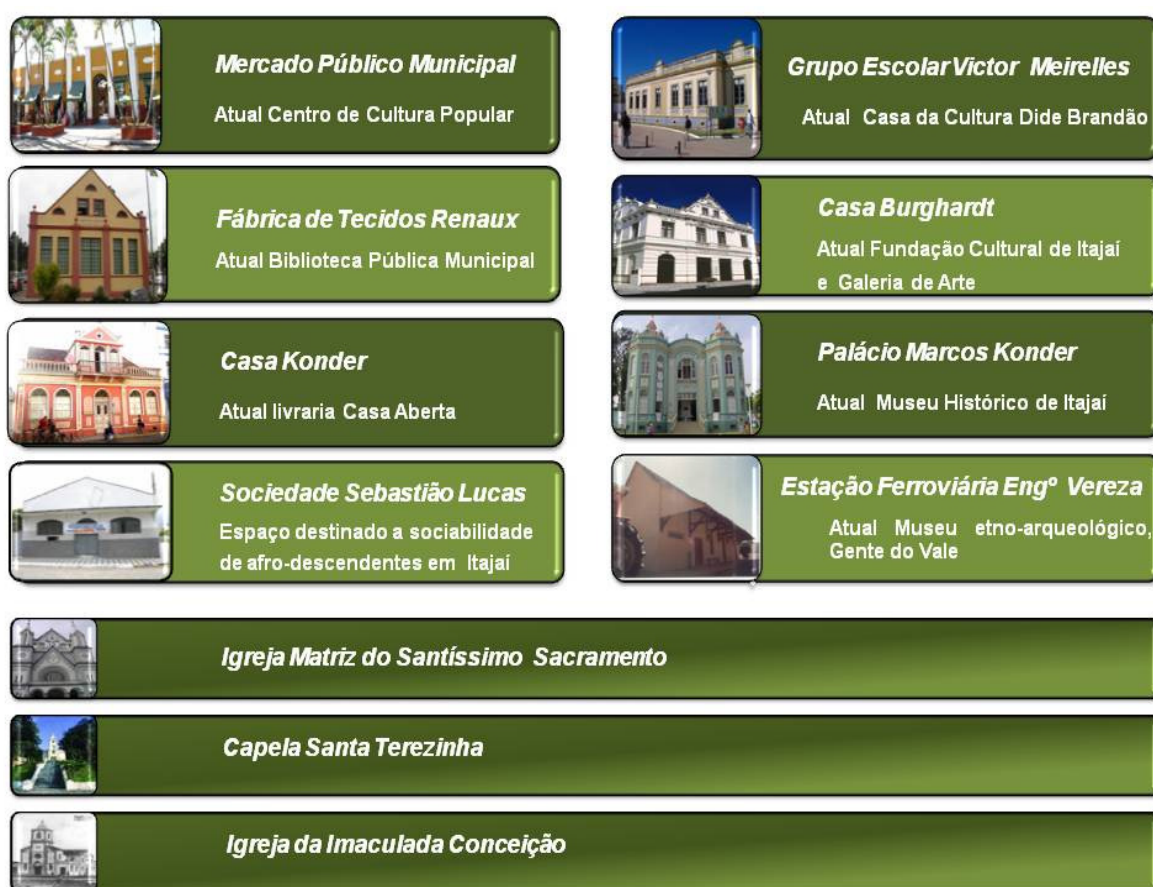 Mercado Público Municipal
Atual Centro de Cultura Popular
Fábrica de Tecidos Renaux
Atual Biblioteca Pública Municipal
Casa Konder
Atual livraria Casa Aberta
Sociedade Sebastião Lucas
Espaço destinado a sociabilidade
de afro-descendentes em Itajaí
Grupo Escolar Victor Meirelles
Atual Casa da Cultura Dide Brandão
Casa Burghardt
Atual Fundação Cultural de Itajaí
e Galeria de Arte
Palácio Marcos Konder
Atual Museu Histórico de Itajaí
Estação Ferroviária Engº Vereza
Atual Museu etno-arqueológico,
Gente do Vale
Igreja Matriz do Santíssimo Sacramento
Capela Santa Terezinha
Igreja da Imaculada Conceição